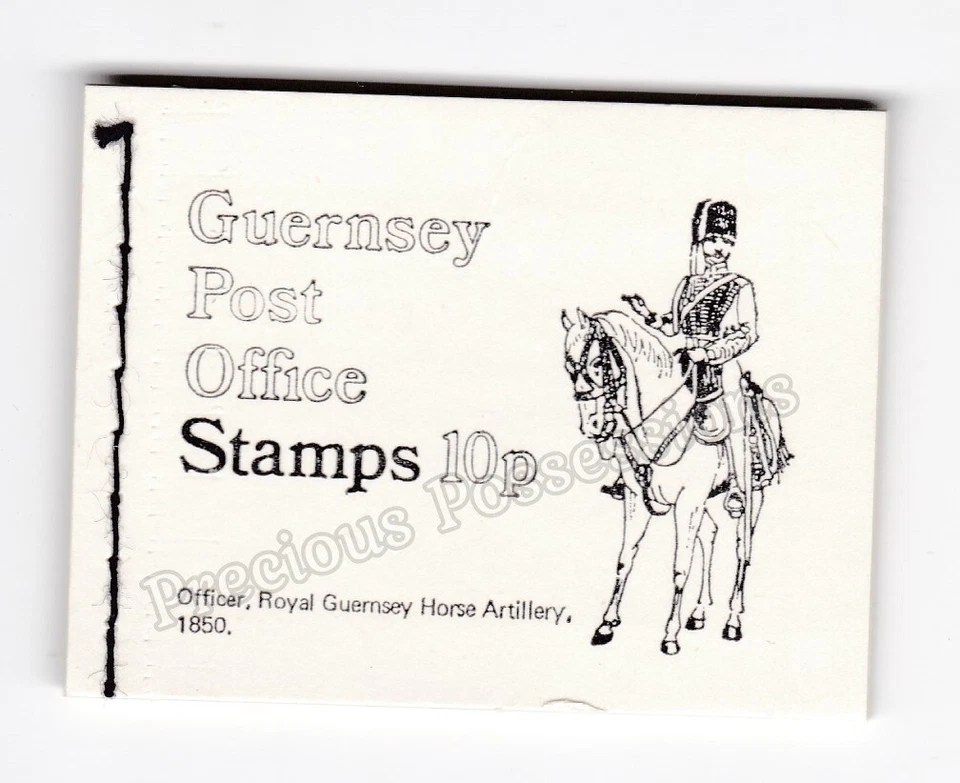 Guernsey
Post
Office
Stamps 10p
Precious Possessions
Officer, Royal Guernsey Horse Artillery,
1850.